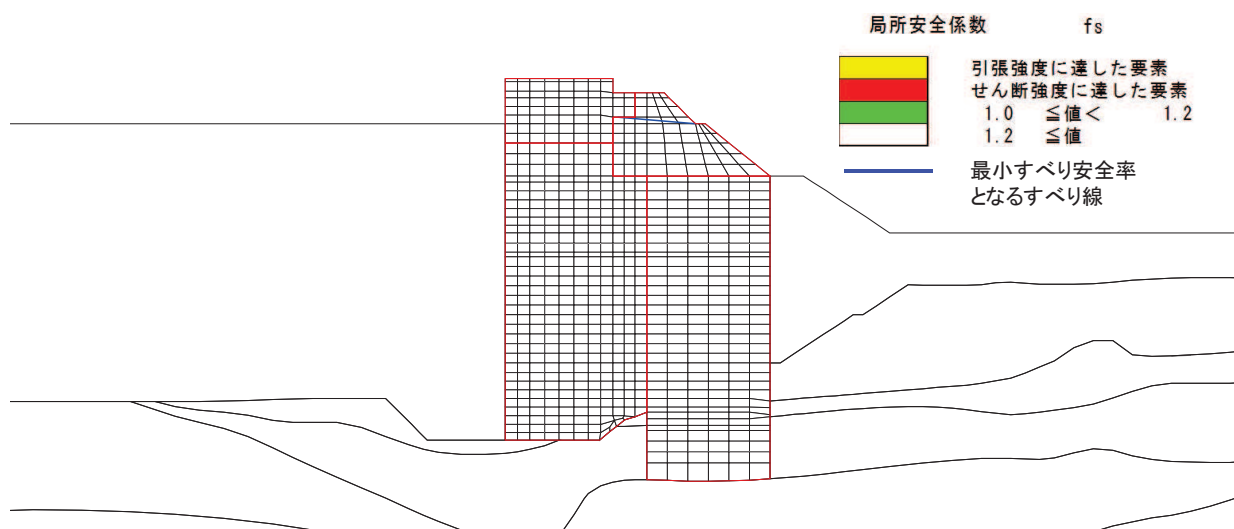 局所安全係数 fs
引張強度に達した要素
せん断強度に達した要素
1.0 ≦値< 1.2
1.2 ≦値
最小すべり安全率
となるすべり線